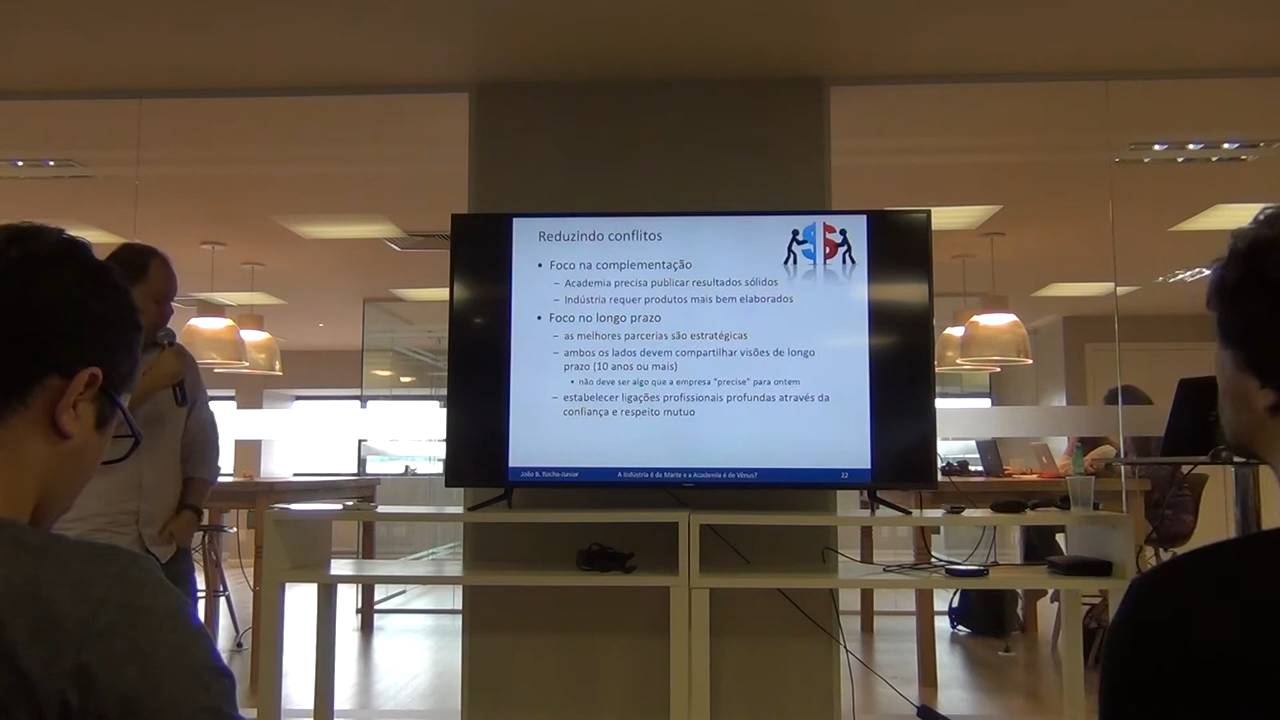 Reduzindo conflitos
• Foco na complementação
– Academia precisa publicar resultados sólidos
– Indústria requer produtos mais bem elaborados
• Foco no longo prazo
– as melhores parcerias são estratégicas
– ambos os lados devem compartilhar visões de longo
prazo (10 anos ou mais)
• não deve ser algo que a empresa "precise" para ontem
– estabelecer ligações profissionais profundas através da
confiança e respeito mutuo
João B. Rocha-Junior
A Indústria é de Marte e a Academia é de Vênus?
22